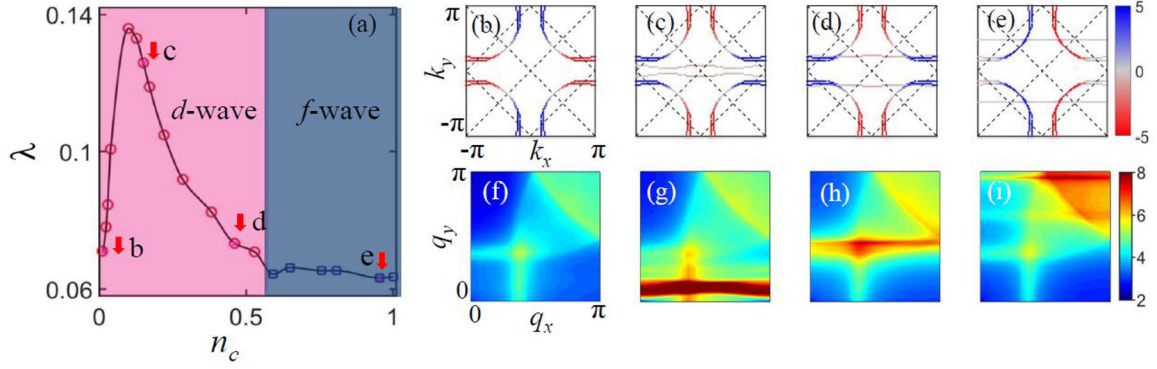 (a)
0.14
0.1
0.06
λ
d-wave
f-wave
b
c
d
e
0
0.5
1
n_c
(b)
(c)
(d)
(e)
π
k_y
-π
-π
k_x
π
5
0
-5
(f)
(g)
(h)
(i)
π
q_y
0
0
q_x
π
8
6
4
2